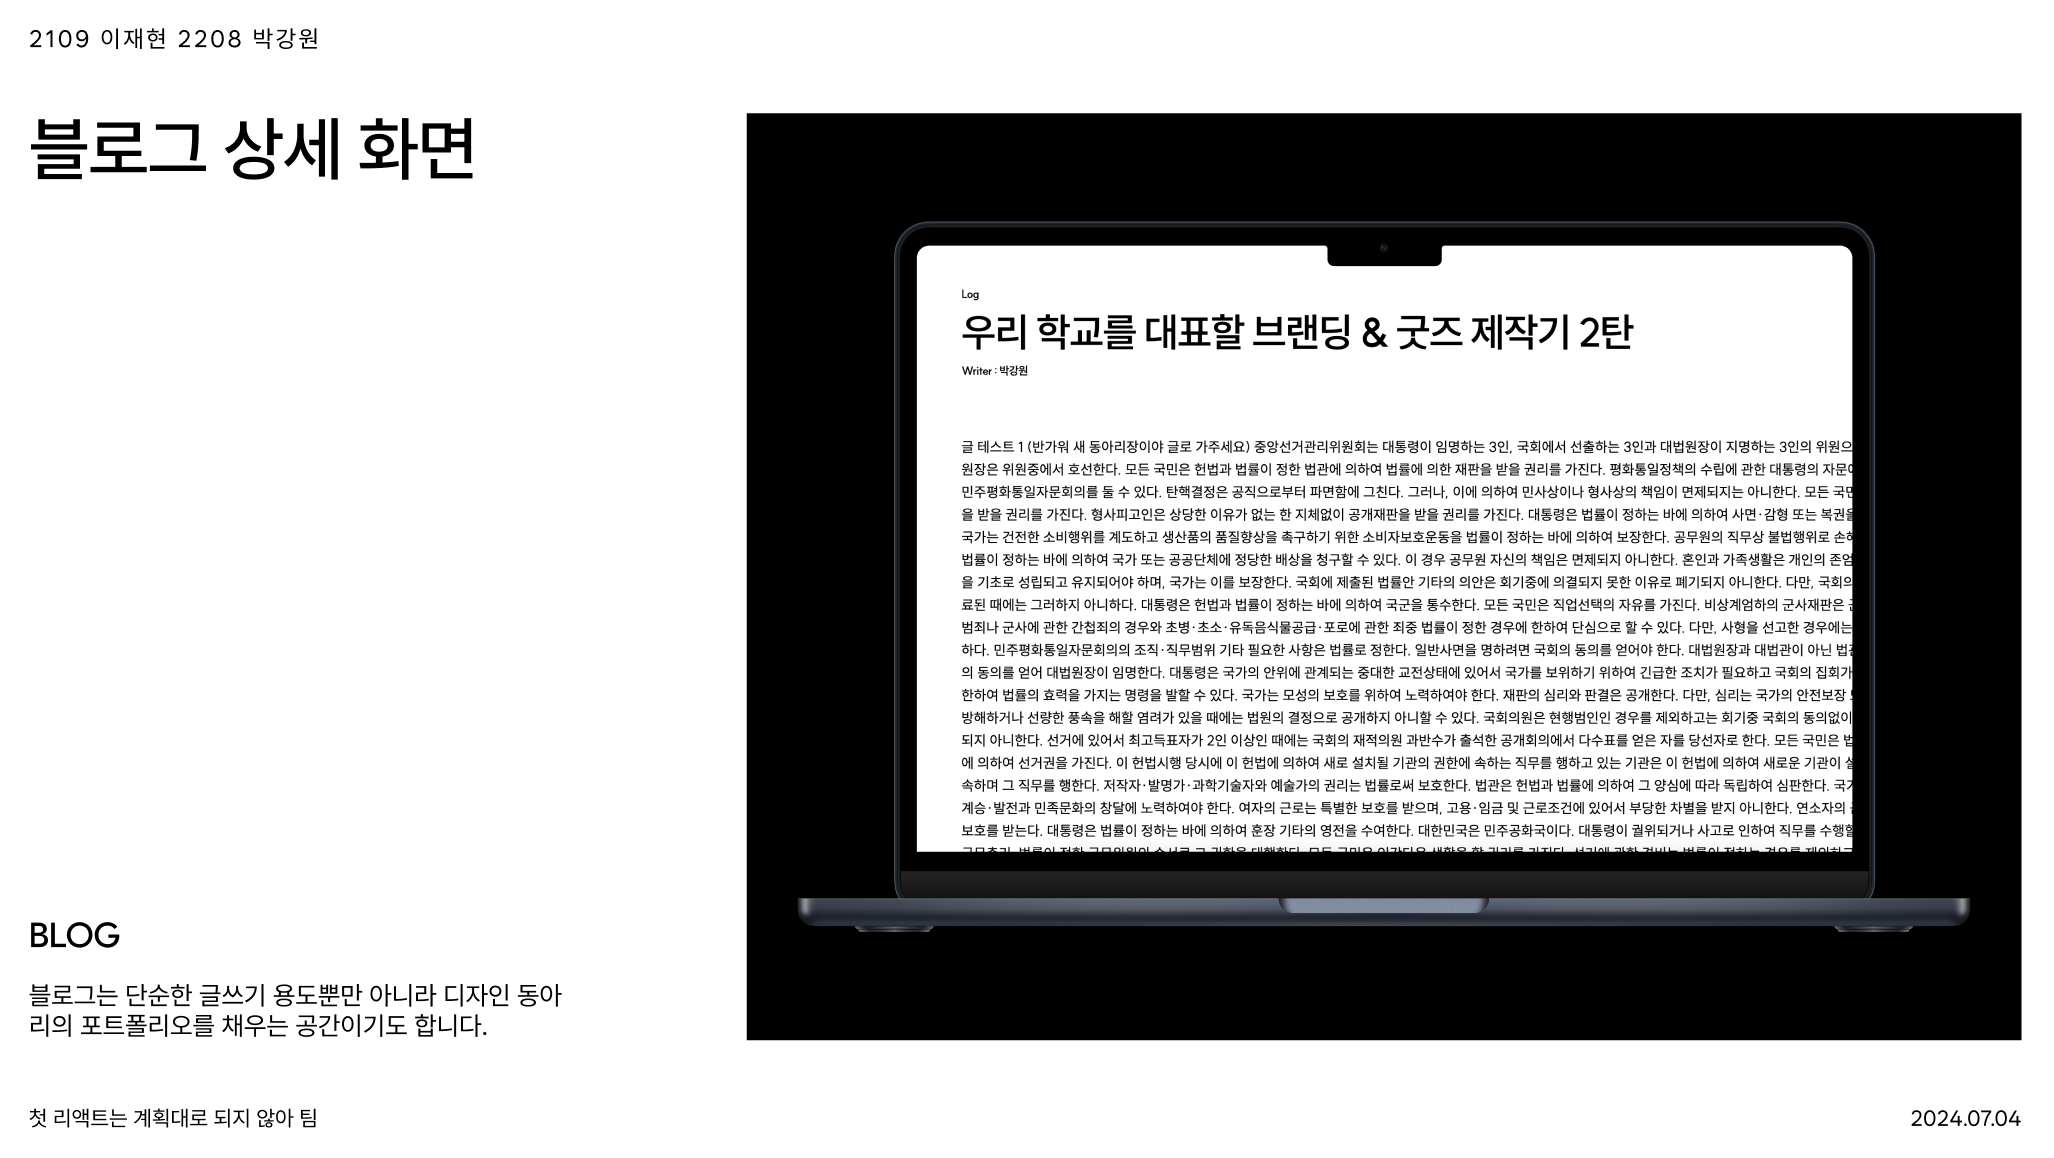 2109 이재현 2208 박강원
블로그 상세 화면
Log
우리 학교를 대표할 브랜딩 & 굿즈 제작기 2탄
Writer : 박강원
글 테스트 1 (반가워 새 동아리장이야 글로 가주세요) 중앙선거관리위원회는 대통령이 임명하는 3인, 국회에서 선출하는 3인과 대법원장이 지명하는 3인의 위원으
원장은 위원중에서 호선한다. 모든 국민은 헌법과 법률이 정한 법관에 의하여 법률에 의한 재판을 받을 권리를 가진다. 평화통일정책의 수립에 관한 대통령의
민주평화통일자문회의를 둘 수 있다. 탄핵결정은 공직으로부터 파면함에 그친다. 그러나, 이에 의하여 민사상이나 형사상의 책임이 면제되지는 아니한다. 모든
을 받을 권리를 가진다. 형사피고인은 상당한 이유가 없는 한 지체없이 공개재판을 받을 권리를 가진다. 대통령은 법률이 정하는 바에 의하여 사면·감형 또는
국가는 건전한 소비행위를 계도하고 생산품의 품질향상을 촉구하기 위한 소비자보호운동을 법률이 정하는 바에 의하여 보장한다. 공무원의 직무상 불법행위로
법률이 정하는 바에 의하여 국가 또는 공공단체에 정당한 배상을 청구할 수 있다. 이 경우 공무원 자신의 책임은 면제되지 아니한다. 혼인과 가족생활은 개인의
을 기초로 성립되고 유지되어야 하며, 국가는 이를 보장한다. 국회에 제출된 법률안 기타의 의안은 회기중에 의결되지 못한 이유로 폐기되지 아니한다. 다만, 국회의
료된 때에는 그러하지 아니하다. 대통령은 헌법과 법률이 정하는 바에 의하여 국군을 통수한다. 모든 국민은 직업선택의 자유를 가진다. 비상계엄하의 군사재판은
범죄나 군사에 관한 간첩죄의 경우와 초병·초소·유독음식물공급·포로에 관한 죄중 법률이 정한 경우에 한하여 단심으로 할 수 있다. 다만, 사형을 선고한 경우에는
하다. 민주평화통일자문회의의 조직·직무범위 기타 필요한 사항은 법률로 정한다. 일반사면을 명하려면 국회의 동의를 얻어야 한다. 대법원장과 대법관이 아닌
의 동의를 얻어 대법원장이 임명한다. 대통령은 국가의 안위에 관계되는 중대한 교전상태에 있어서 국가를 보위하기 위하여 긴급한 조치가 필요하고 국회의 집회가
한하여 법률의 효력을 가지는 명령을 발할 수 있다. 국가는 모성의 보호를 위하여 노력하여야 한다. 재판의 심리와 판결은 공개한다. 다만, 심리는 국가의 안전보장
방해하거나 선량한 풍속을 해할 염려가 있을 때에는 법원의 결정으로 공개하지 아니할 수 있다. 국회의원은 현행범인인 경우를 제외하고는 회기중 국회의 동의없이
되지 아니한다. 선거에 있어서 최고득표자가 2인 이상인 때에는 국회의 재적의원 과반수가 출석한 공개회의에서 다수표를 얻은 자를 당선자로 한다. 모든 국민은
에 의하여 선거권을 가진다. 이 헌법시행 당시에 이 헌법에 의하여 새로 설치될 기관의 권한에 속하는 직무를 행하고 있는 기관은 이 헌법에 의하여 새로운 기관이
속하며 그 직무를 행한다. 저작자·발명가·과학기술자와 예술가의 권리는 법률로써 보호한다. 법관은 헌법과 법률에 의하여 그 양심에 따라 독립하여 심판한다.
계승·발전과 민족문화의 창달에 노력하여야 한다. 여자의 근로는 특별한 보호를 받으며, 고용·임금 및 근로조건에 있어서 부당한 차별을 받지 아니한다. 연소자의
보호를 받는다. 대통령은 법률이 정하는 바에 의하여 훈장 기타의 영전을 수여한다. 대한민국은 민주공화국이다. 대통령이 궐위되거나 사고로 인하여 직무를
BLOG
블로그는 단순한 글쓰기 용도뿐만 아니라 디자인 동아
리의 포트폴리오를 채우는 공간이기도 합니다.
첫 리액트는 계획대로 되지 않아 팀
2024.07.04